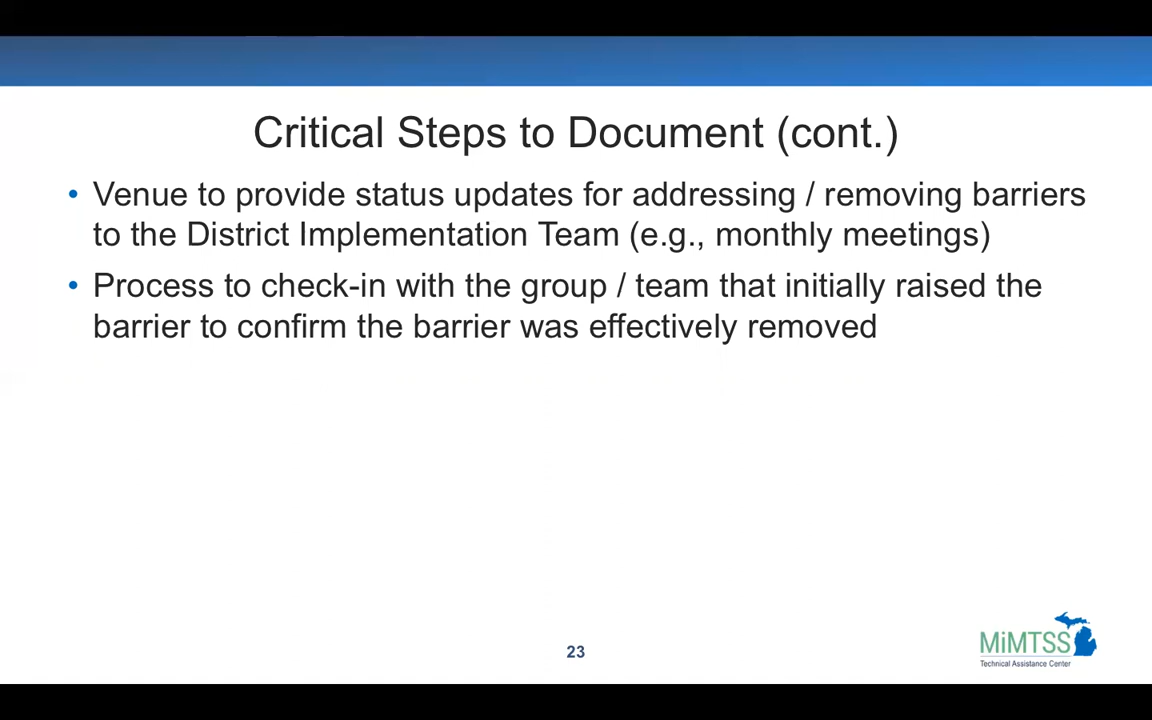 Critical Steps to Document (cont.)
• Venue to provide status updates for addressing / removing barriers
to the District Implementation Team (e.g., monthly meetings)
• Process to check-in with the group / team that initially raised the
barrier to confirm the barrier was effectively removed
23
MiMTSS
Technical Assistance Center